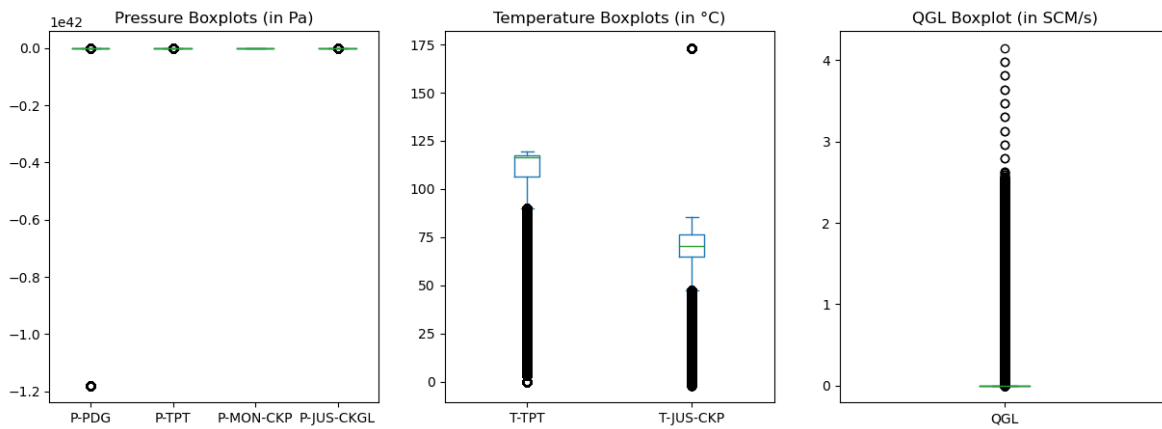 Pressure Boxplots (in Pa)
1e42
0.0
−0.2
−0.4
−0.6
−0.8
−1.0
−1.2
P-PDG P-TPT P-MON-CKP P-JUS-CKGL
Temperature Boxplots (in °C)
175
150
125
100
75
50
25
0
T-TPT T-JUS-CKP
QGL Boxplot (in SCM/s)
4
3
2
1
0
QGL